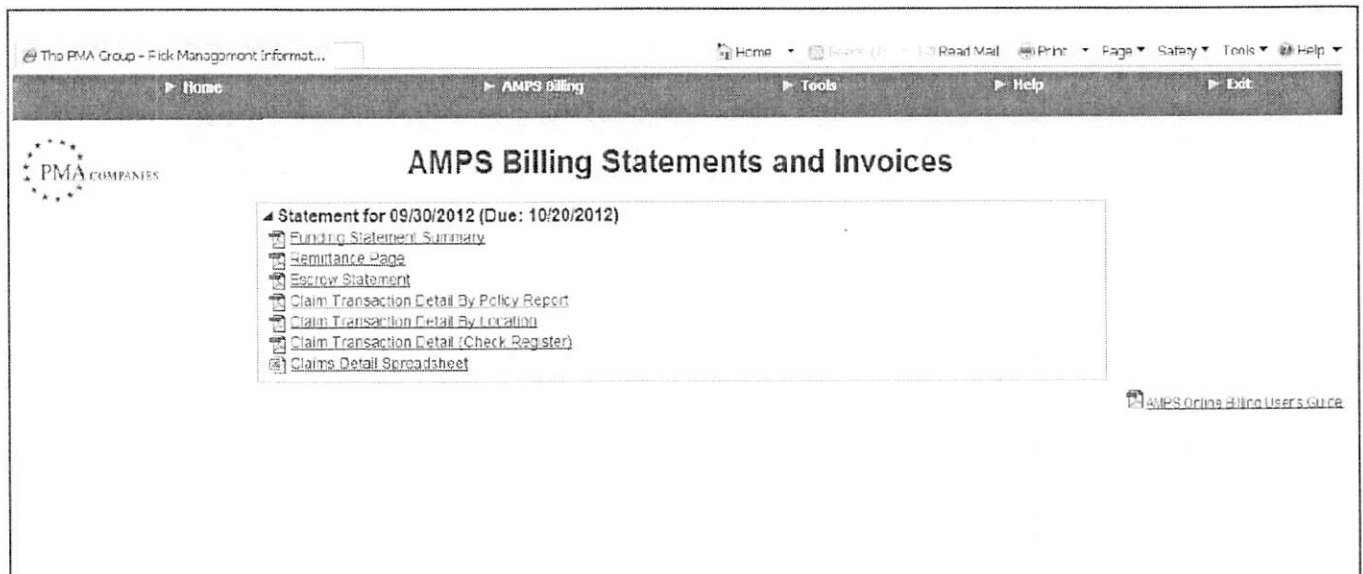 The PMA Group - Risk Management Informat...
Home Read Mail Print Page Safety Tools Help
Home AMPS Billing Tools Help Exit
PMA COMPANIES
AMPS Billing Statements and Invoices
Statement for 09/30/2012 (Due: 10/20/2012)
Funding Statement Summary
Remittance Page
Escrow Statement
Claim Transaction Detail By Policy Report
Claim Transaction Detail By Location
Claim Transaction Detail (Check Register)
Claims Detail Spreadsheet
AMPS Online Billing User's Guide